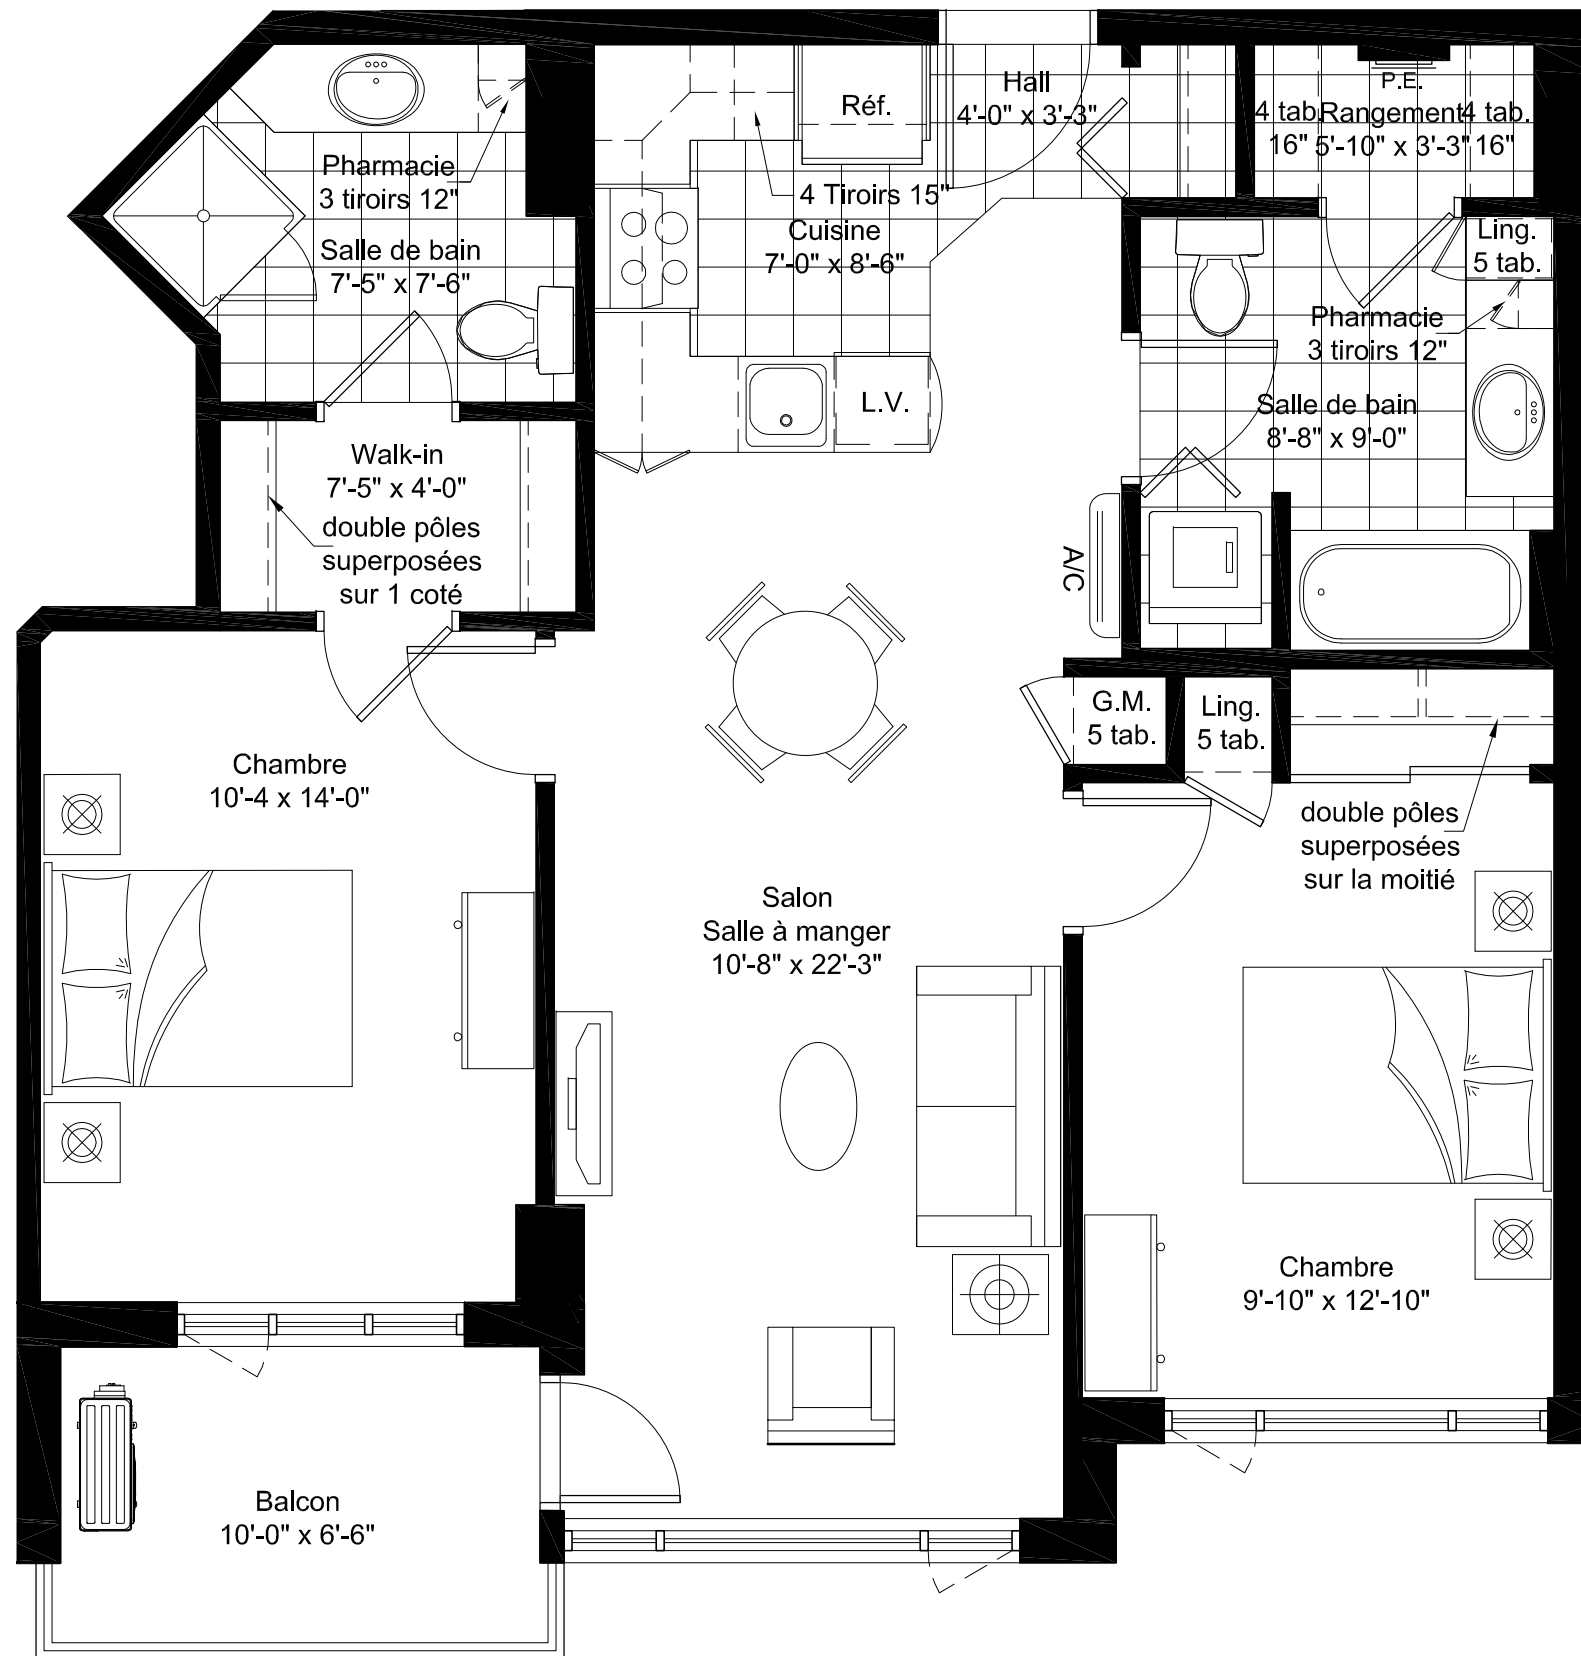 Hall
4'-0" x 3'-3"
Réf.
P.E.
4 tab.
16"
Rangement
5'-10" x 3'-3"
4 tab.
16"
Pharmacie
3 tiroirs 12"
4 Tiroirs 15"
Cuisine
7'-0" x 8'-6"
Salle de bain
7'-5" x 7'-6"
Ling.
5 tab.
Pharmacie
3 tiroirs 12"
L.V.
Salle de bain
8'-8" x 9'-0"
Walk-in
7'-5" x 4'-0"
double pôles
superposées
sur 1 coté
A/C
G.M.
5 tab.
Ling.
5 tab.
Chambre
10'-4 x 14'-0"
double pôles
superposées
sur la moitié
Salon
Salle à manger
10'-8" x 22'-3"
Chambre
9'-10" x 12'-10"
Balcon
10'-0" x 6'-6"